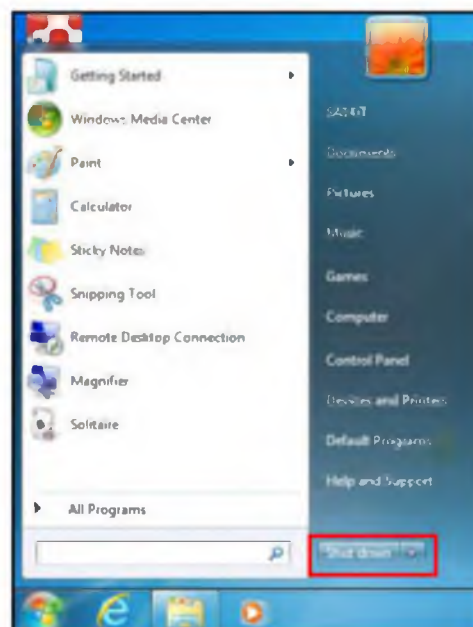 Getting Started
Windows Media Center
Paint
Calculator
Sticky Notes
Snipping Tool
Remote Desktop Connection
Magnifier
Solitaire
All Programs
Documents
Pictures
Music
Games
Computer
Control Panel
Devices and Printers
Default Programs
Help and Support
Shut down